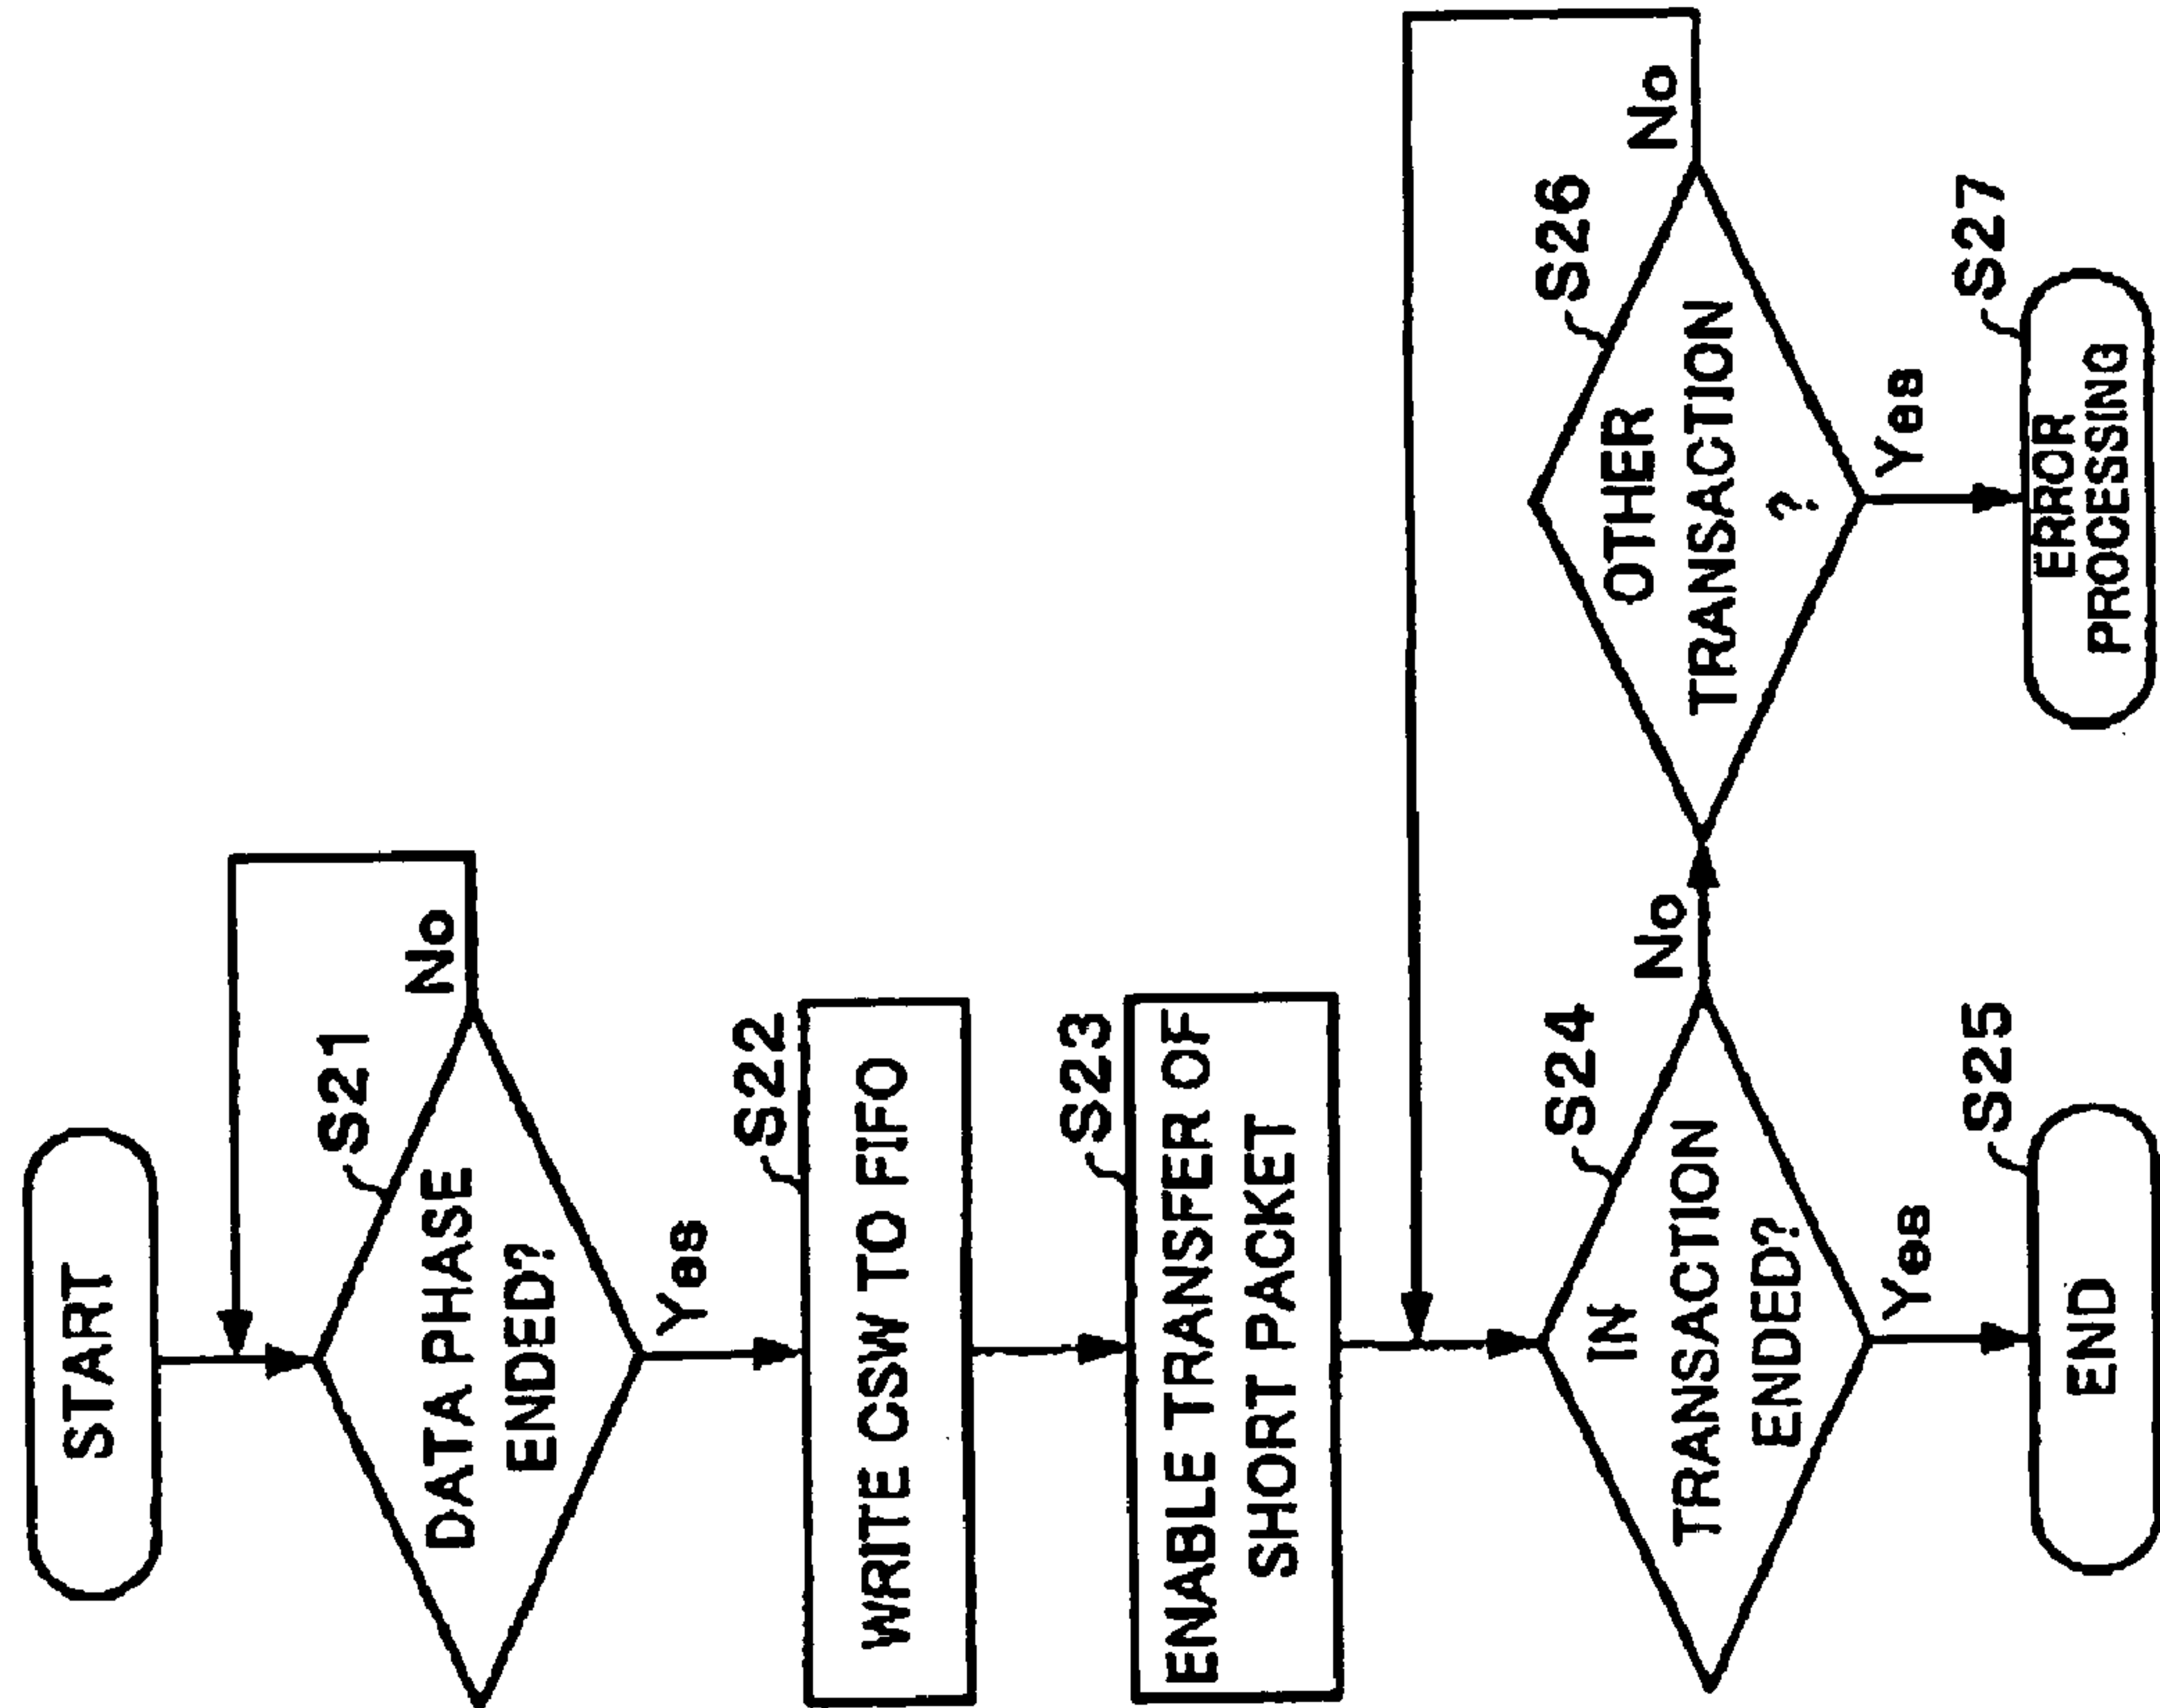 START
S21
DATA PHASE
ENDED?
No
Yes
S22
WRITE CSW TO FIFO
S23
ENABLE TRANSFER OF
SHORT PACKET
S24
IN
TRANSACTION
ENDED?
No
Yes
S25
END
S26
OTHER
TRANSACTION
?
No
Yes
S27
ERROR
PROCESSING